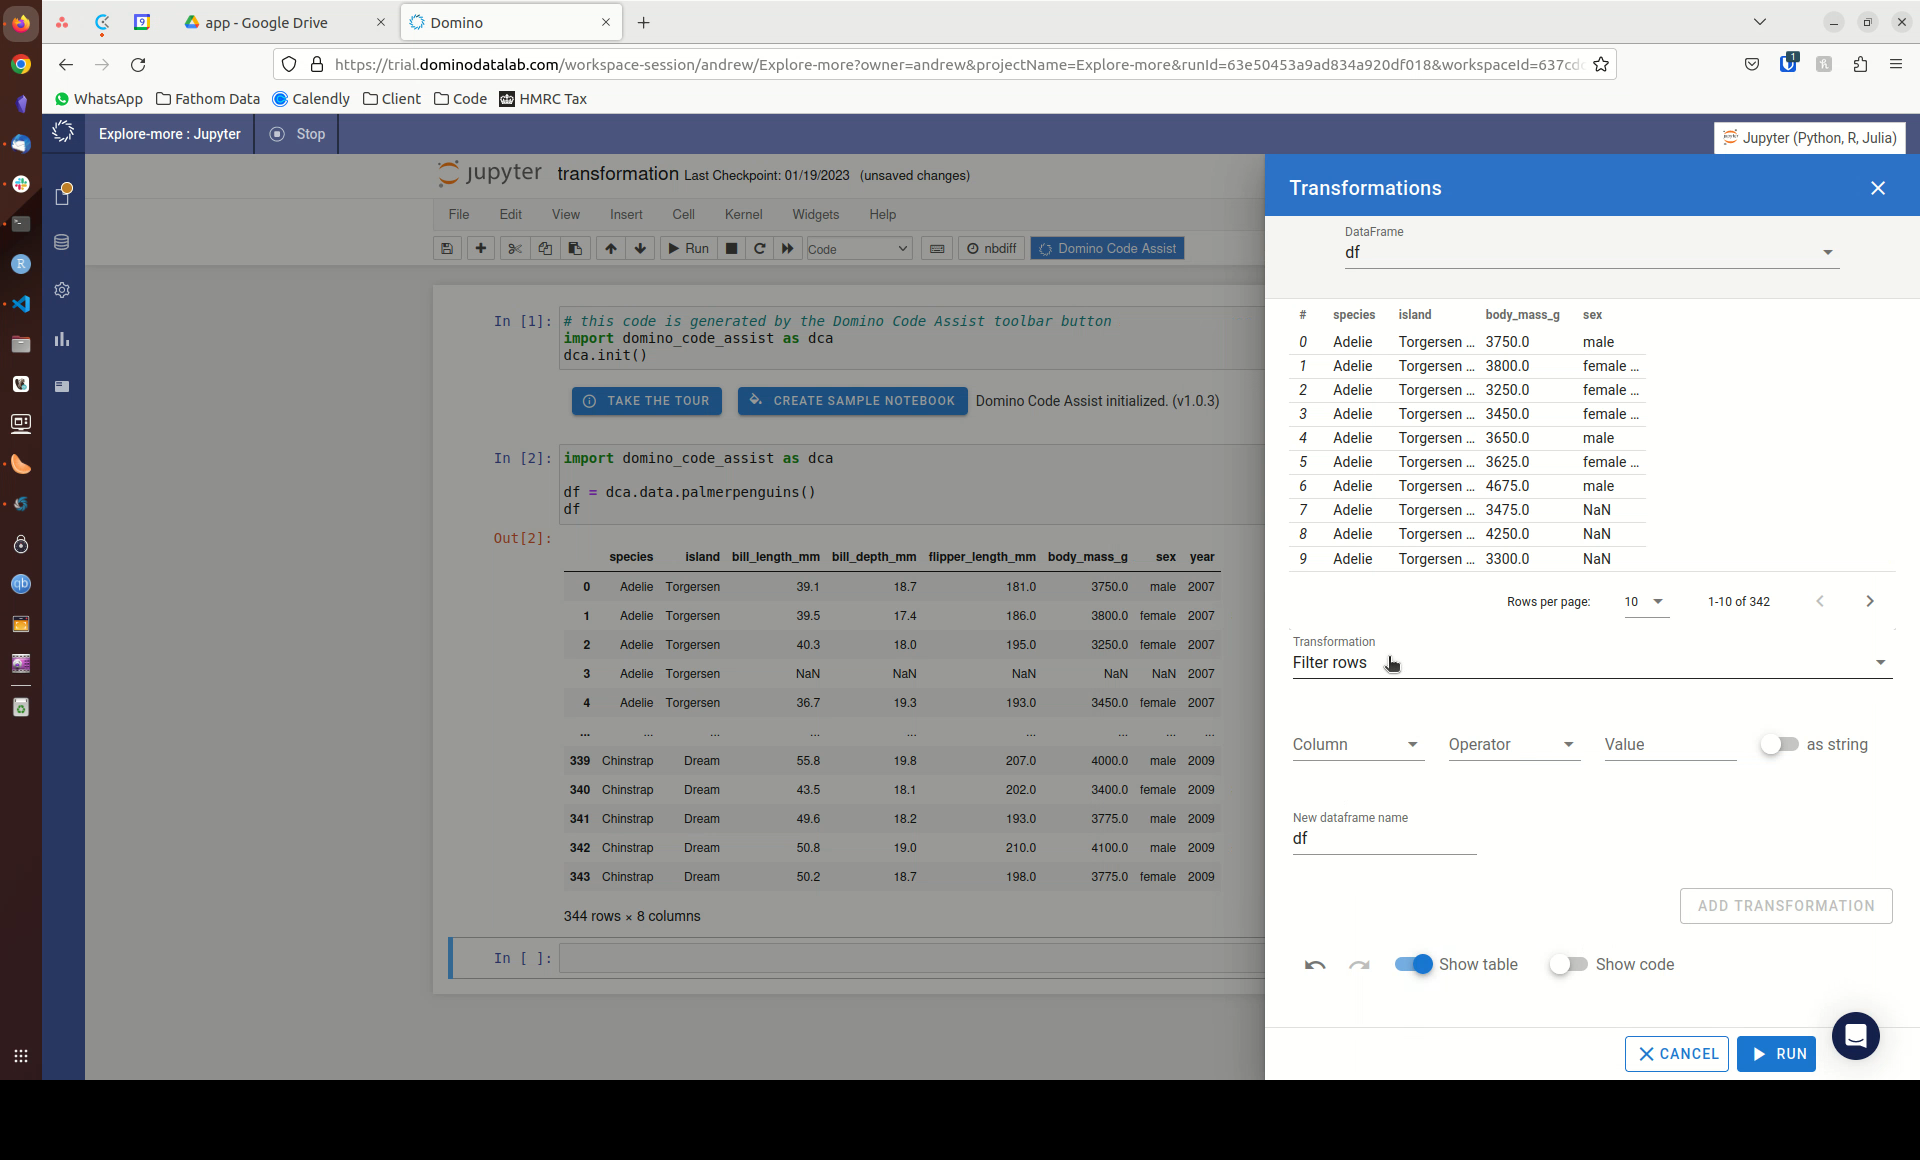 app - Google Drive
Domino
https://trial.dominodatalab.com/workspace-session/andrew/Explore-more?owner=andrew&projectName=Explore-more&runId=63e50453a9ad834a920df018&workspaceId=637cd
WhatsApp Fathom Data Calendly Client Code HMRC Tax
Explore-more : Jupyter Stop
Jupyter (Python, R, Julia)
jupyter transformation Last Checkpoint: 01/19/2023 (unsaved changes)
File Edit View Insert Cell Kernel Widgets Help
Run Code nbdiff Domino Code Assist
In [1]: # this code is generated by the Domino Code Assist toolbar button
import domino_code_assist as dca
dca.init()
TAKE THE TOUR CREATE SAMPLE NOTEBOOK Domino Code Assist initialized. (v1.0.3)
In [2]: import domino_code_assist as dca
df = dca.data.palmerpenguins()
df
Out[2]:
species island bill_length_mm bill_depth_mm flipper_length_mm body_mass_g sex year
0 Adelie Torgersen 39.1 18.7 181.0 3750.0 male 2007
1 Adelie Torgersen 39.5 17.4 186.0 3800.0 female 2007
2 Adelie Torgersen 40.3 18.0 195.0 3250.0 female 2007
3 Adelie Torgersen NaN NaN NaN NaN NaN 2007
4 Adelie Torgersen 36.7 19.3 193.0 3450.0 female 2007
... ... ... ... ... ... ... ... ...
339 Chinstrap Dream 55.8 19.8 207.0 4000.0 male 2009
340 Chinstrap Dream 43.5 18.1 202.0 3400.0 female 2009
341 Chinstrap Dream 49.6 18.2 193.0 3775.0 male 2009
342 Chinstrap Dream 50.8 19.0 210.0 4100.0 male 2009
343 Chinstrap Dream 50.2 18.7 198.0 3775.0 female 2009
344 rows × 8 columns
In [ ]:
Transformations
DataFrame
df
# species island body_mass_g sex
0 Adelie Torgersen ... 3750.0 male
1 Adelie Torgersen ... 3800.0 female ...
2 Adelie Torgersen ... 3250.0 female ...
3 Adelie Torgersen ... 3450.0 female ...
4 Adelie Torgersen ... 3650.0 male
5 Adelie Torgersen ... 3625.0 female ...
6 Adelie Torgersen ... 4675.0 male
7 Adelie Torgersen ... 3475.0 NaN
8 Adelie Torgersen ... 4250.0 NaN
9 Adelie Torgersen ... 3300.0 NaN
Rows per page: 10 1-10 of 342
Transformation
Filter rows
Column Operator Value as string
New dataframe name
df
ADD TRANSFORMATION
Show table Show code
CANCEL RUN